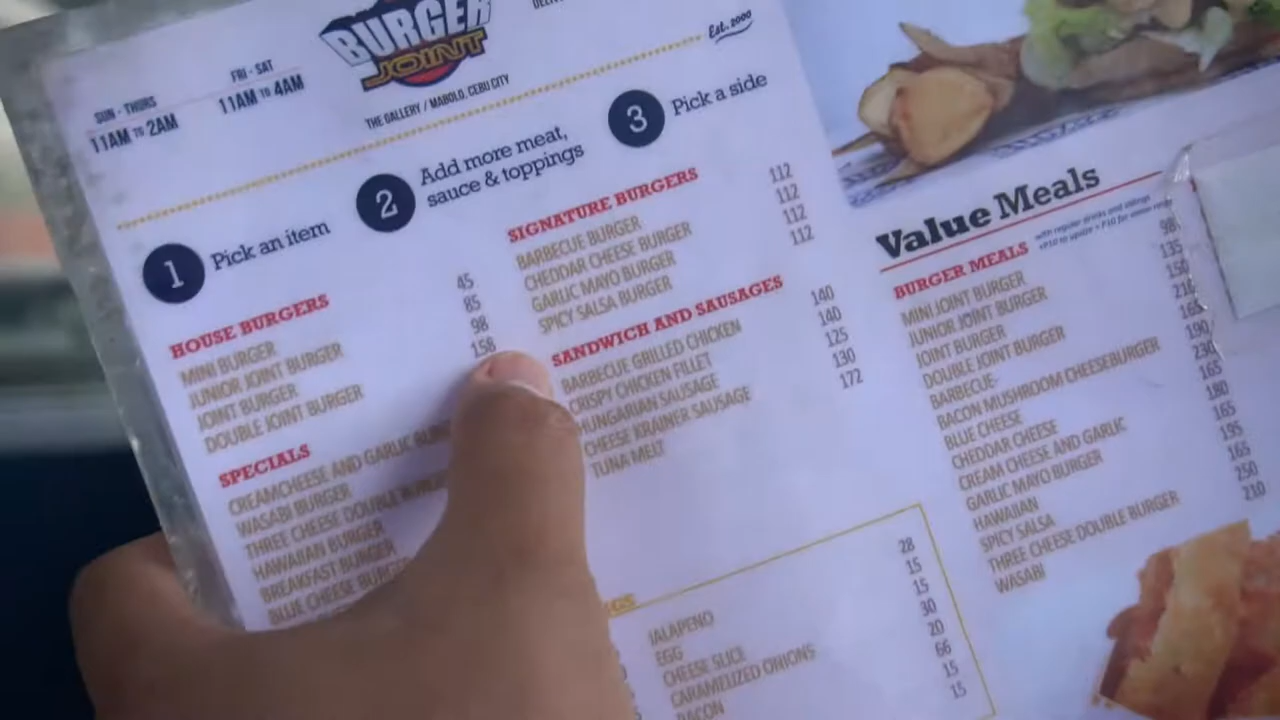 BURGER
JOINT
Est. 2000
SUN - THURS
11AM TO 2AM
FRI - SAT
11AM TO 4AM
THE GALLERY / MABOLO, CEBU CITY
1 Pick an item
2 Add more meat,
sauce & toppings
3 Pick a side
HOUSE BURGERS
MINI BURGER 45
JUNIOR JOINT BURGER 85
JOINT BURGER 98
DOUBLE JOINT BURGER 158
SPECIALS
CREAMCHEESE AND GARLIC
WASABI BURGER
THREE CHEESE DOUBLE
HAWAIIAN BURGER
BREAKFAST BURGER
BLUE CHEESE BURGER
SIGNATURE BURGERS
BARBECUE BURGER 112
CHEDDAR CHEESE BURGER 112
GARLIC MAYO BURGER 112
SPICY SALSA BURGER 112
SANDWICH AND SAUSAGES
BARBECUE GRILLED CHICKEN 140
CRISPY CHICKEN FILLET 140
HUNGARIAN SAUSAGE 125
CHEESE KRAINER SAUSAGE 130
TUNA MELT 172
JALAPENO 28
EGG 15
CHEESE SLICE 15
CARAMELIZED ONIONS 30
BACON 20
66
15
15
Value Meals
with regular drinks and sidings
BURGER MEALS
MINI JOINT BURGER 98
JUNIOR JOINT BURGER 135
JOINT BURGER 150
DOUBLE JOINT BURGER 210
BARBECUE 165
BACON MUSHROOM CHEESEBURGER 190
BLUE CHEESE 230
CHEDDAR CHEESE 165
CREAM CHEESE AND GARLIC 180
GARLIC MAYO BURGER 165
HAWAIIAN 195
SPICY SALSA 165
THREE CHEESE DOUBLE BURGER 250
WASABI 210